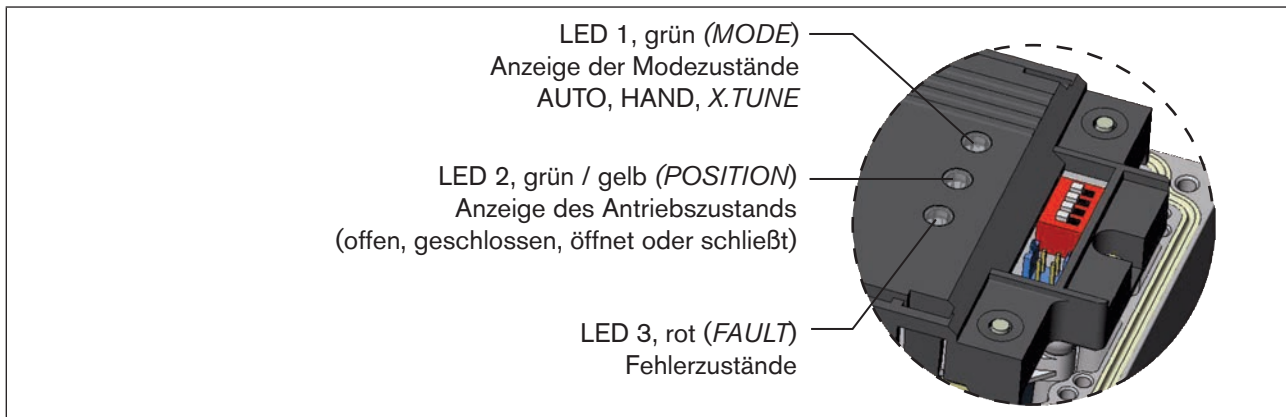 LED 1, grün (MODE)
Anzeige der Modezustände
AUTO, HAND, X.TUNE
LED 2, grün / gelb (POSITION)
Anzeige des Antriebszustands
(offen, geschlossen, öffnet oder schließt)
LED 3, rot (FAULT)
Fehlerzustände